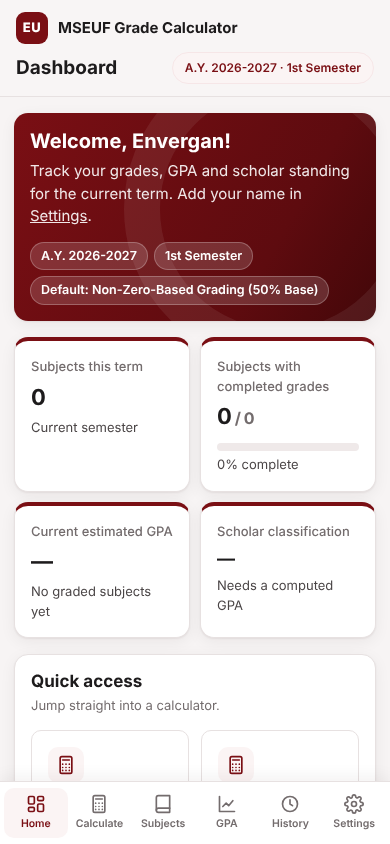 EU MSEUF Grade Calculator
Dashboard
A.Y. 2026-2027 · 1st Semester
Welcome, Envergan!
Track your grades, GPA and scholar standing
for the current term. Add your name in
Settings.
A.Y. 2026-2027
1st Semester
Default: Non-Zero-Based Grading (50% Base)
Subjects this term
0
Current semester
Subjects with
completed grades
0 / 0
0% complete
Current estimated GPA
—
No graded subjects
yet
Scholar classification
—
Needs a computed
GPA
Quick access
Jump straight into a calculator.
Home
Calculate
Subjects
GPA
History
Settings